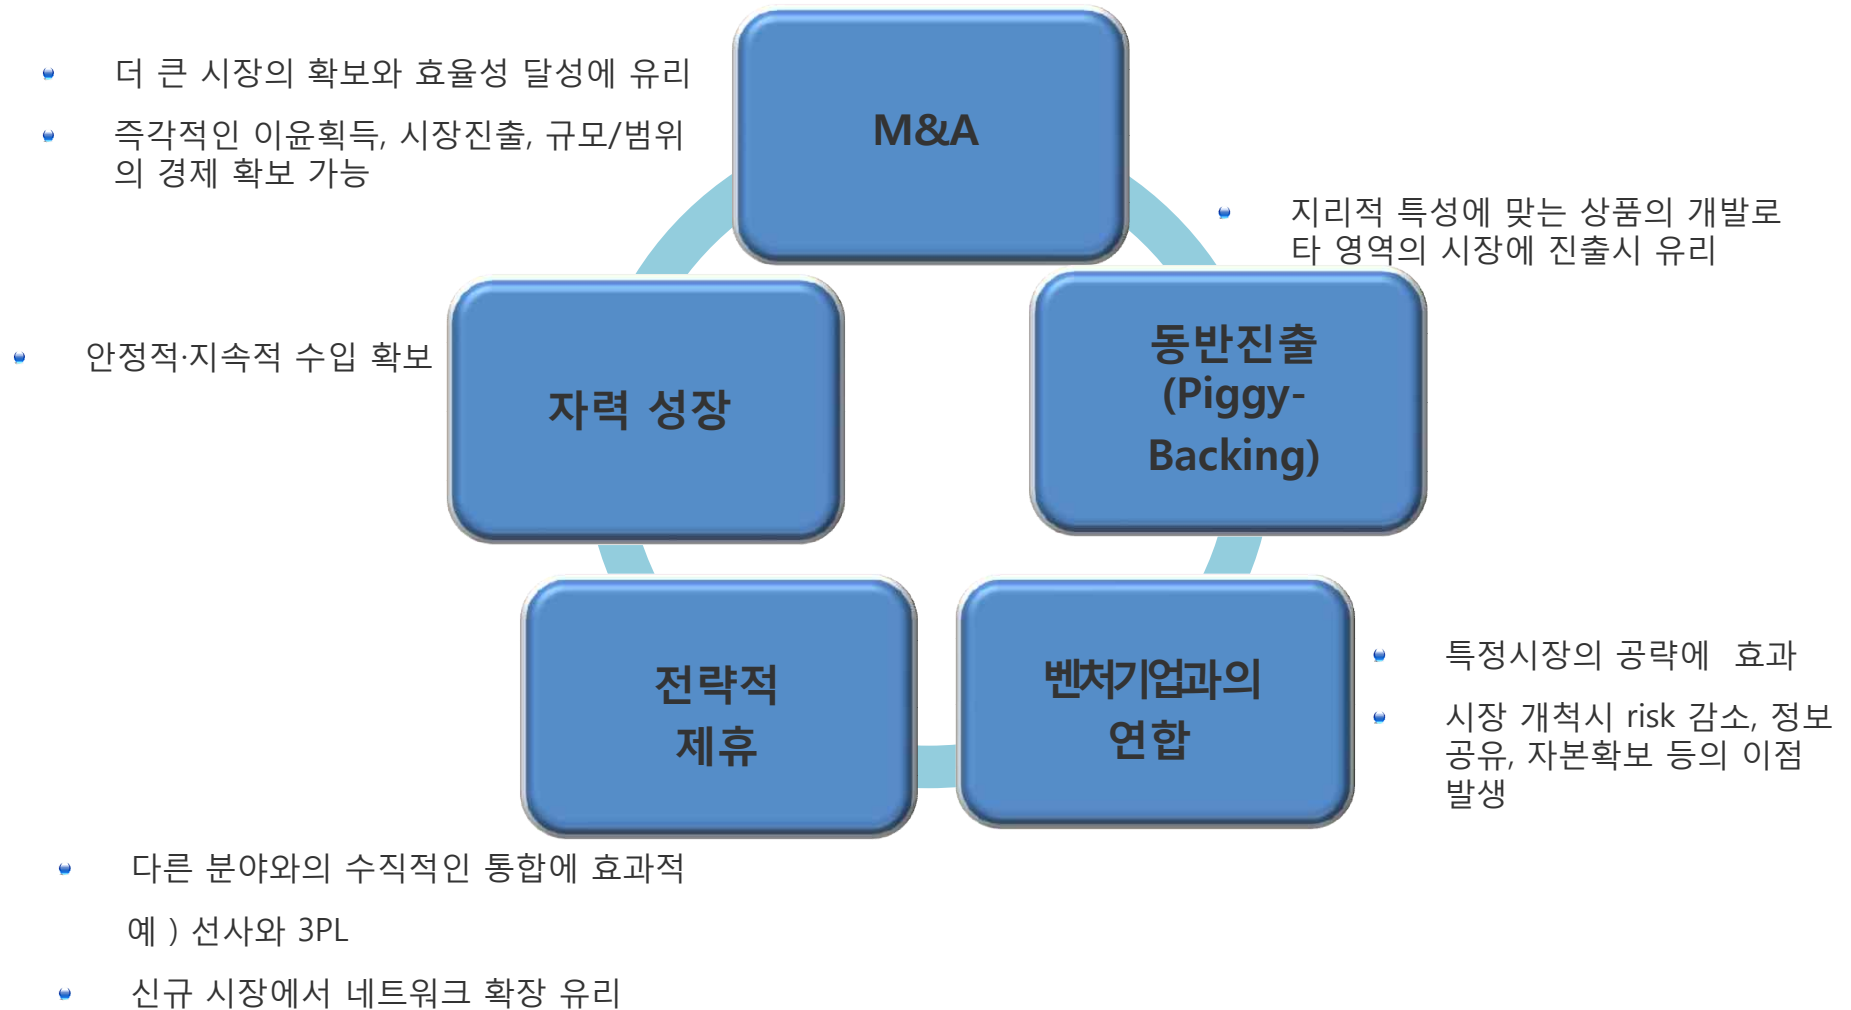 더 큰 시장의 확보와 효율성 달성에 유리
즉각적인 이윤획득, 시장진출, 규모/범위
의 경제 확보 가능
M&A
지리적 특성에 맞는 상품의 개발로
타 영역의 시장에 진출시 유리
동반진출
(Piggy-
Backing)
안정적·지속적 수입 확보
자력 성장
전략적
제휴
벤처기업과의
연합
특정시장의 공략에 효과
시장 개척시 risk 감소, 정보
공유, 자본확보 등의 이점
발생
다른 분야와의 수직적인 통합에 효과적
예 ) 선사와 3PL
신규 시장에서 네트워크 확장 유리